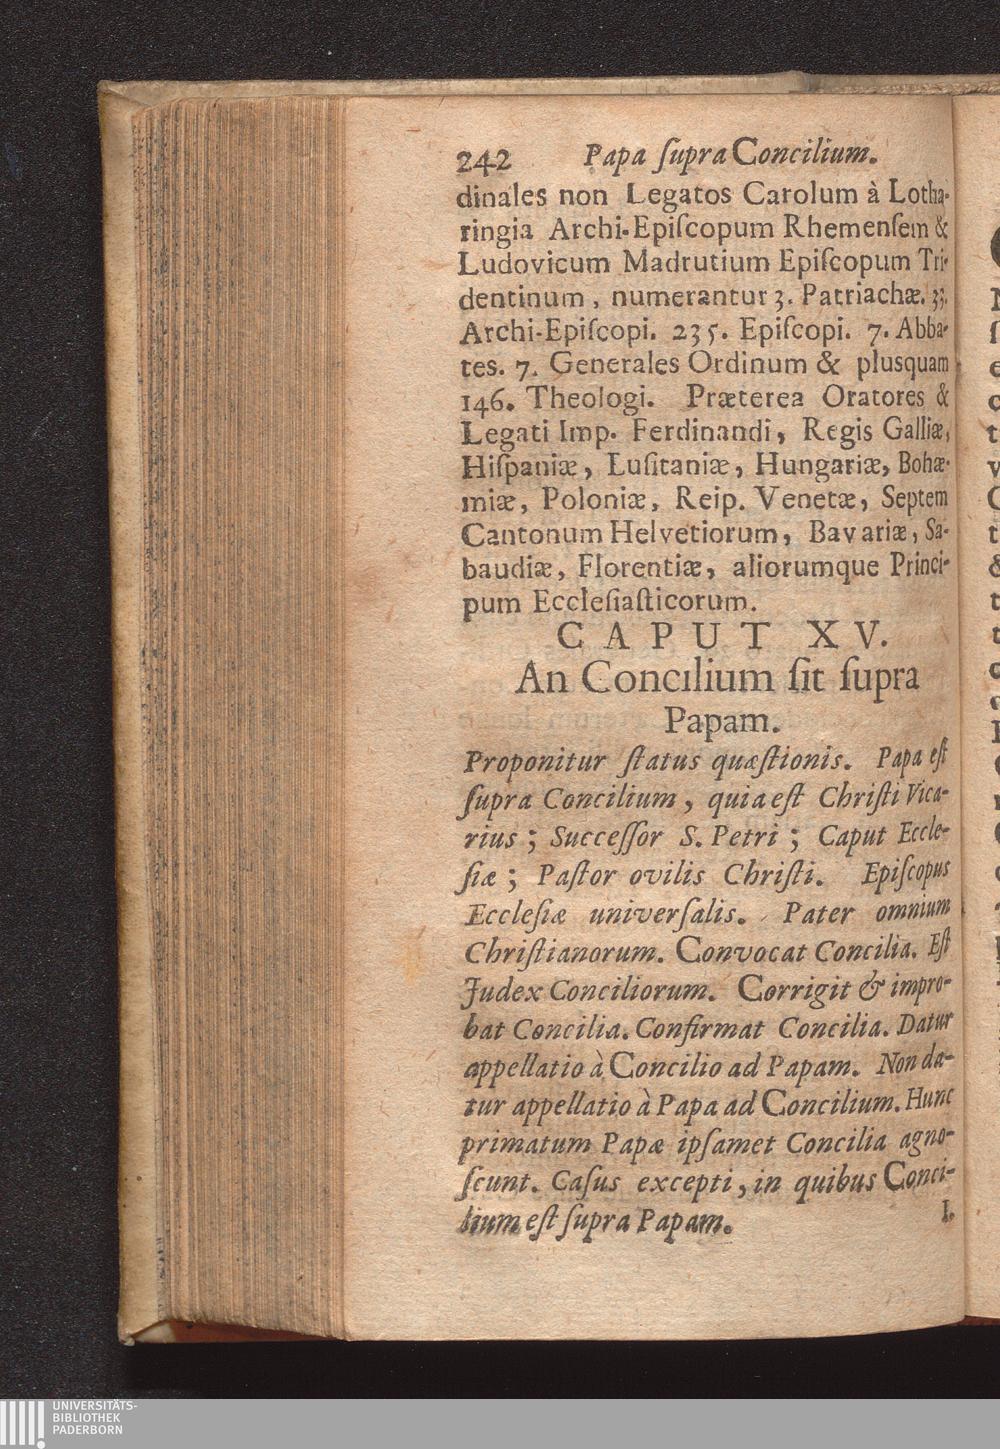 242 Papa ſupra Concilium.
dinales non Legatos Carolum à Lotha-
ringia Archi-Epiſcopum Rhemenſem &
Ludovicum Madrutium Epiſcopum Tri-
dentinum, numerantur 3. Patriachæ. 33.
Archi-Epiſcopi. 235. Epiſcopi. 7. Abba-
tes. 7. Generales Ordinum & plusquam
146. Theologi. Præterea Oratores &
Legati Imp. Ferdinandi, Regis Galliæ,
Hiſpaniæ, Luſitaniæ, Hungariæ, Bohæ-
miæ, Poloniæ, Reip. Venetæ, Septem
Cantonum Helvetiorum, Bavariæ, Sa-
baudiæ, Florentiæ, aliorumque Princi-
pum Eccleſiaſticorum.
CAPUT XV.
An Concilium ſit ſupra
Papam.
Proponitur ſtatus quæſtionis. Papa eſt
ſupra Concilium, quia eſt Chriſti Vica-
rius; Succeſſor S. Petri; Caput Eccle-
ſiæ; Paſtor ovilis Chriſti. Epiſcopus
Eccleſiæ univerſalis. Pater omnium
Chriſtianorum. Convocat Concilia. Eſt
Judex Conciliorum. Corrigit & impro-
bat Concilia. Confirmat Concilia. Datur
appellatio à Concilio ad Papam. Non da-
tur appellatio à Papa ad Concilium. Hunc
primatum Papæ ipſamet Concilia agno-
ſcunt. Caſus excepti, in quibus Conci-
lium eſt ſupra Papam.
I.
UNIVERSITÄTS-
BIBLIOTHEK
PADERBORN